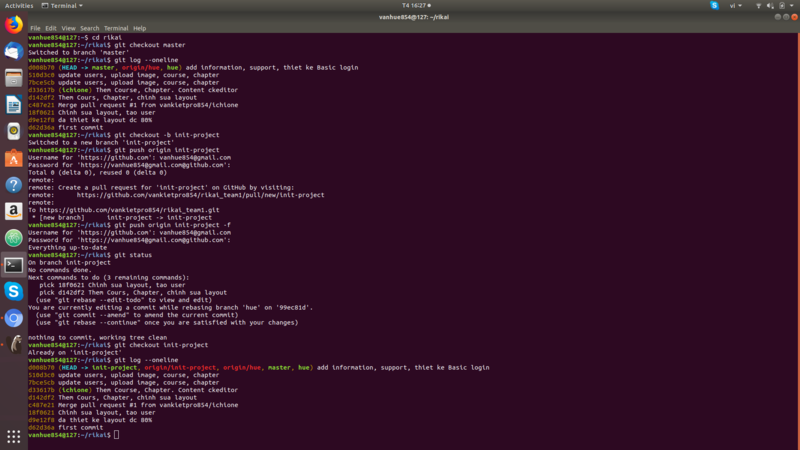 Activities
Terminal
T4 16:27
vi
vanhue854@127: ~/rikai
File Edit View Search Terminal Help
vanhue854@127:~$ cd rikai
vanhue854@127:~/rikai$ git checkout master
Switched to branch 'master'
vanhue854@127:~/rikai$ git log --oneline
d008b70 (HEAD -> master, origin/hue, hue) add information, support, thiet ke Basic login
510d3c0 update users, upload image, course, chapter
7bce5cb update users, upload image, course, chapter
d33617b (ichione) Them Course, Chapter. Content ckeditor
d142df2 Them Cours, Chapter, chinh sua layout
c487e21 Merge pull request #1 from vankietpro854/ichione
18f0621 Chinh sua layout, tao user
d9e12f8 da thiet ke layout dc 80%
d62d36a first commit
vanhue854@127:~/rikai$ git checkout -b init-project
Switched to a new branch 'init-project'
vanhue854@127:~/rikai$ git push origin init-project
Username for 'https://github.com': vanhue854@gmail.com
Password for 'https://vanhue854@gmail.com@github.com':
Total 0 (delta 0), reused 0 (delta 0)
remote:
remote: Create a pull request for 'init-project' on GitHub by visiting:
remote:      https://github.com/vankietpro854/rikai_team1/pull/new/init-project
remote:
To https://github.com/vankietpro854/rikai_team1.git
 * [new branch]      init-project -> init-project
vanhue854@127:~/rikai$ git push origin init-project -f
Username for 'https://github.com': vanhue854@gmail.com
Password for 'https://vanhue854@gmail.com@github.com':
Everything up-to-date
vanhue854@127:~/rikai$ git status
On branch init-project
No commands done.
Next commands to do (3 remaining commands):
   pick 18f0621 Chinh sua layout, tao user
   pick d142df2 Them Cours, Chapter, chinh sua layout
  (use "git rebase --edit-todo" to view and edit)
You are currently editing a commit while rebasing branch 'hue' on '99ec81d'.
  (use "git commit --amend" to amend the current commit)
  (use "git rebase --continue" once you are satisfied with your changes)
nothing to commit, working tree clean
vanhue854@127:~/rikai$ git checkout init-project
Already on 'init-project'
vanhue854@127:~/rikai$ git log --oneline
d008b70 (HEAD -> init-project, origin/init-project, origin/hue, master, hue) add information, support, thiet ke Basic login
510d3c0 update users, upload image, course, chapter
7bce5cb update users, upload image, course, chapter
d33617b (ichione) Them Course, Chapter. Content ckeditor
d142df2 Them Cours, Chapter, chinh sua layout
c487e21 Merge pull request #1 from vankietpro854/ichione
18f0621 Chinh sua layout, tao user
d9e12f8 da thiet ke layout dc 80%
d62d36a first commit
vanhue854@127:~/rikai$